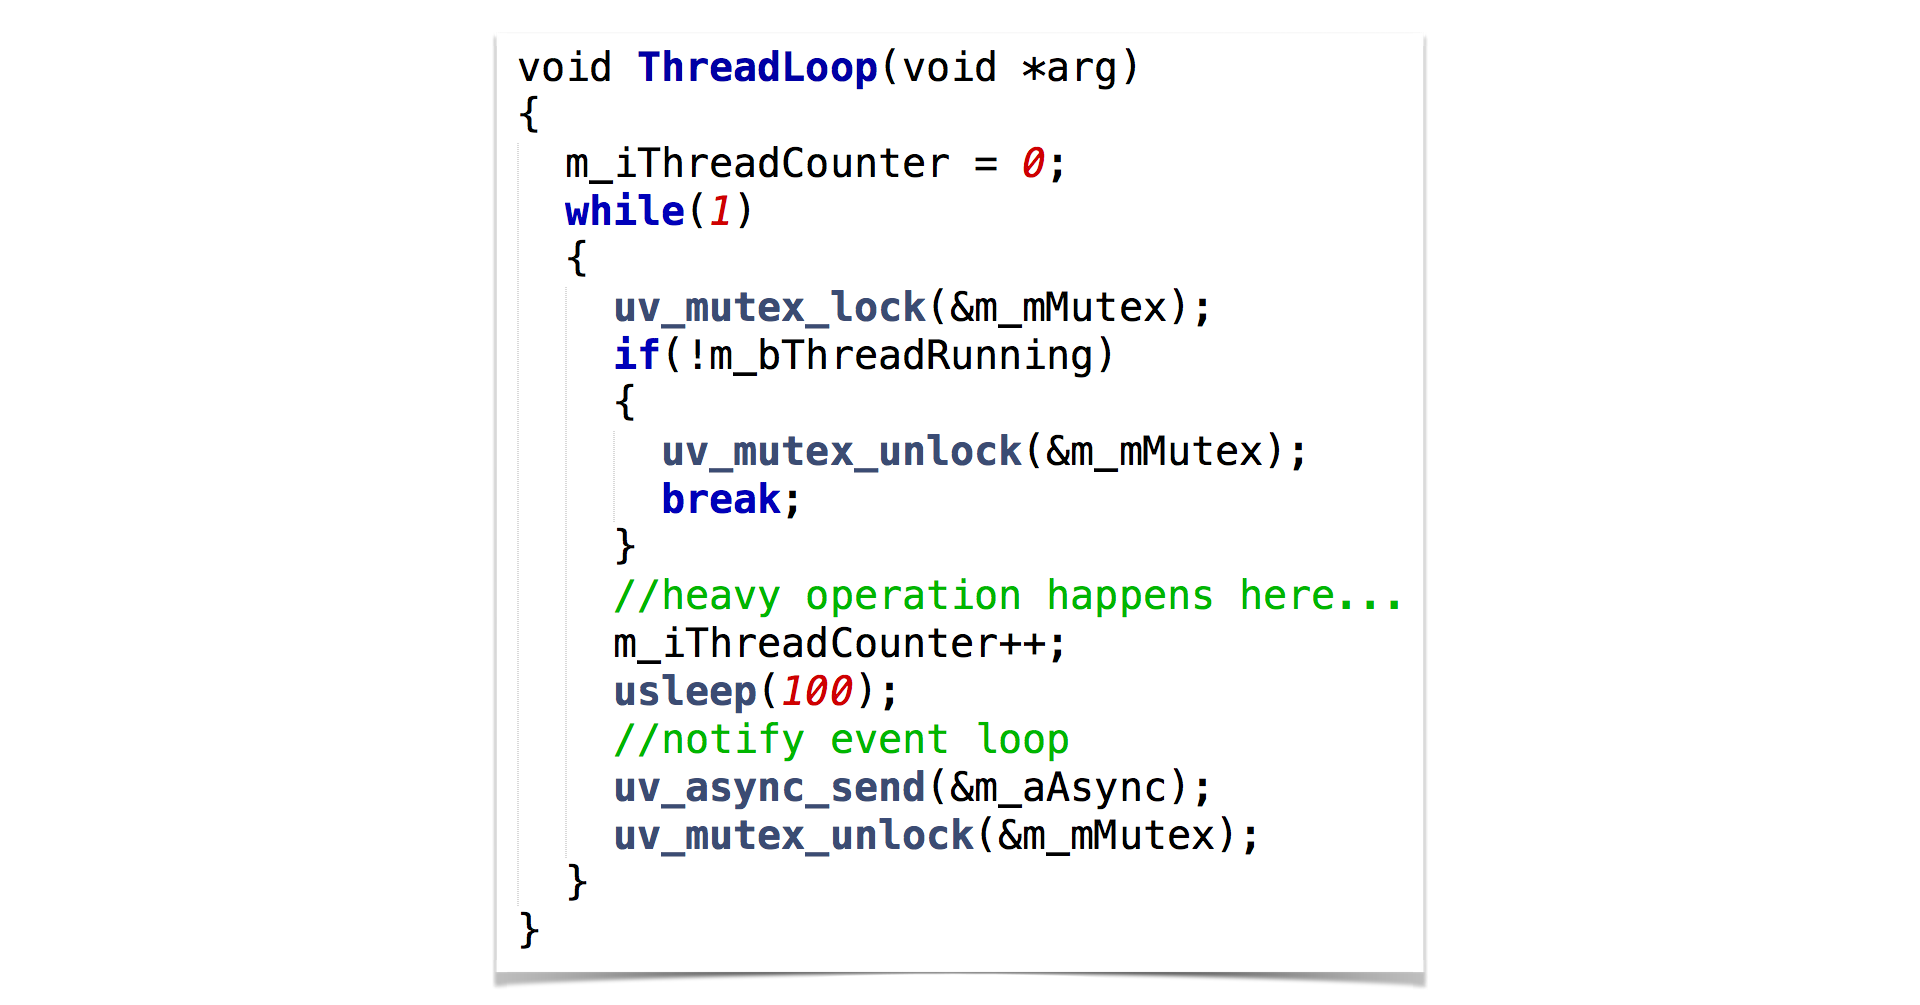 void ThreadLoop(void *arg)
{
  m_iThreadCounter = 0;
  while(1)
  {
    uv_mutex_lock(&m_mMutex);
    if(!m_bThreadRunning)
    {
      uv_mutex_unlock(&m_mMutex);
      break;
    }
    //heavy operation happens here...
    m_iThreadCounter++;
    usleep(100);
    //notify event loop
    uv_async_send(&m_aAsync);
    uv_mutex_unlock(&m_mMutex);
  }
}